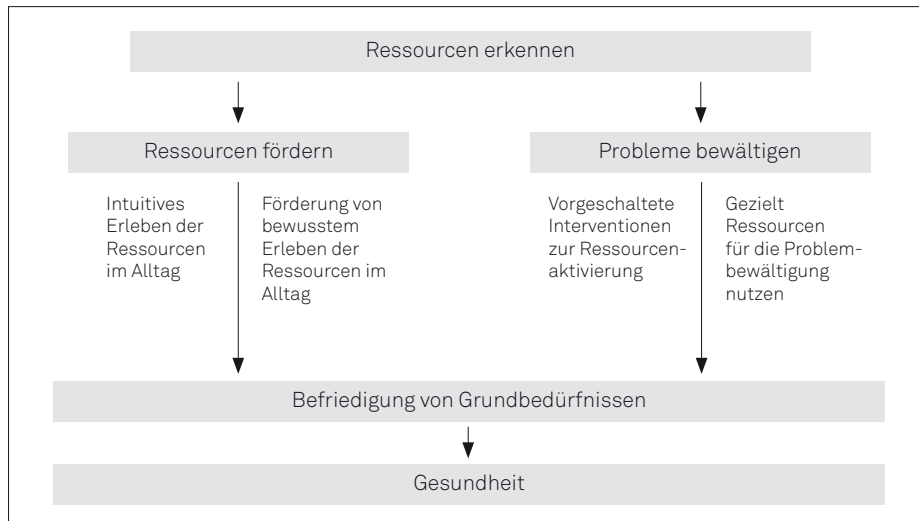 Ressourcen erkennen
Ressourcen fördern
Probleme bewältigen
Intuitives
Erleben der
Ressourcen
im Alltag
Förderung von
bewusstem
Erleben der
Ressourcen im
Alltag
Vorgeschaltete
Interventionen
zur Ressourcen-
aktivierung
Gezielt
Ressourcen
für die Problem-
bewältigung
nutzen
Befriedigung von Grundbedürfnissen
Gesundheit